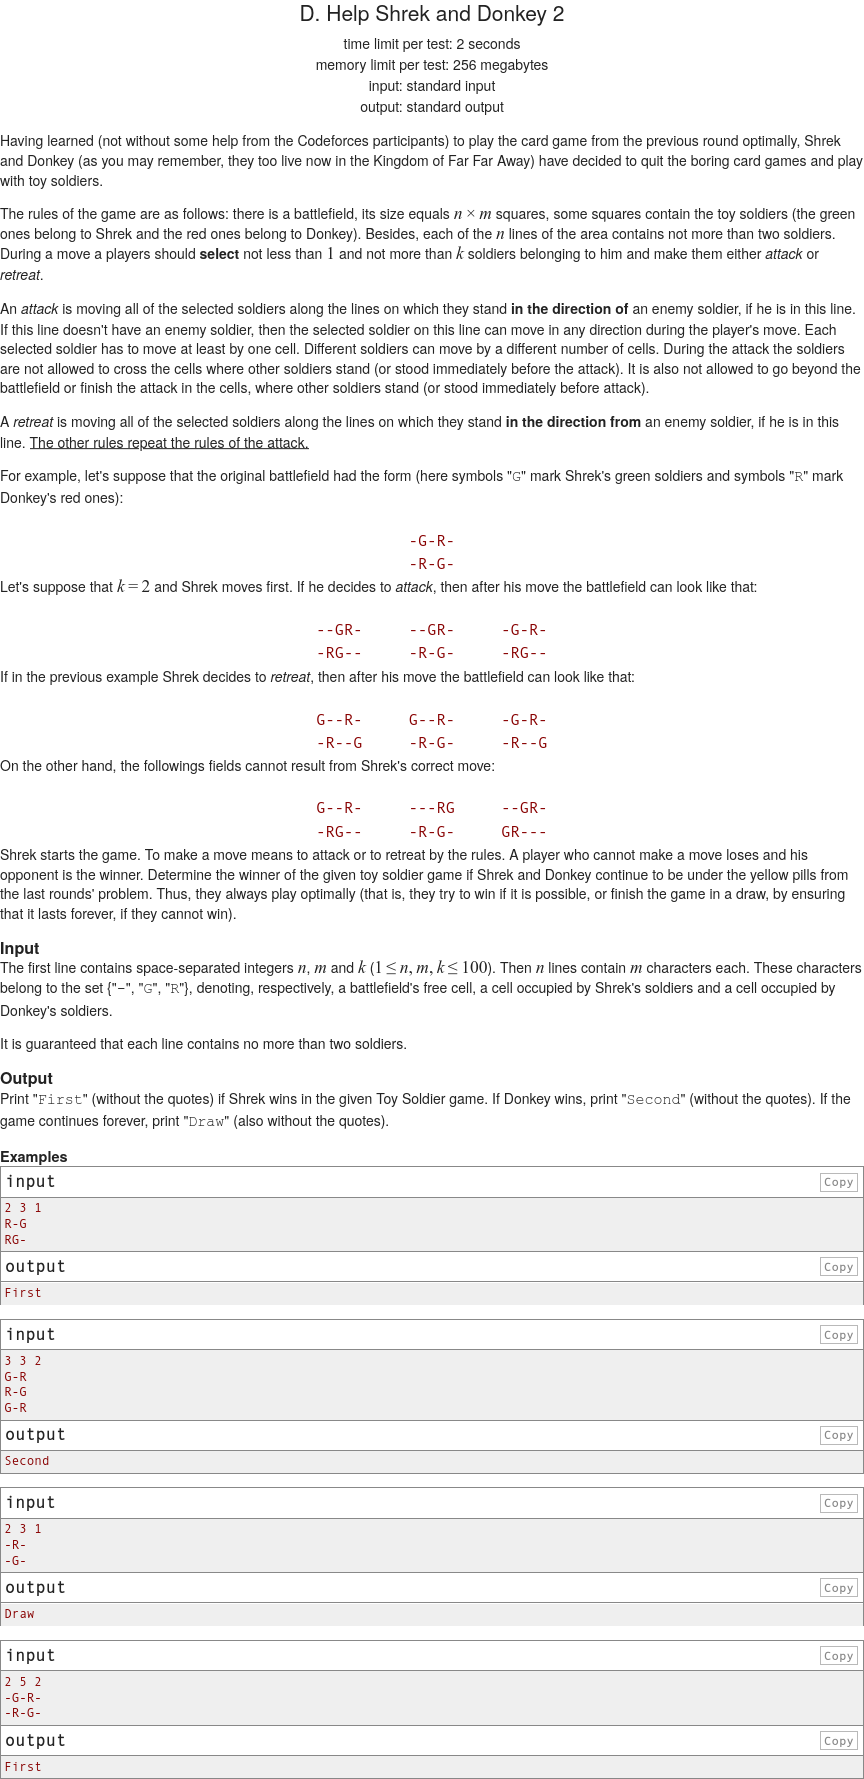 D. Help Shrek and Donkey 2
time limit per test: 2 seconds
memory limit per test: 256 megabytes
input: standard input
output: standard output
Having learned (not without some help from the Codeforces participants) to play the card game from the previous round optimally, Shrek
and Donkey (as you may remember, they too live now in the Kingdom of Far Far Away) have decided to quit the boring card games and play
with toy soldiers.
The rules of the game are as follows: there is a battlefield, its size equals n × m squares, some squares contain the toy soldiers (the green
ones belong to Shrek and the red ones belong to Donkey). Besides, each of the n lines of the area contains not more than two soldiers.
During a move a players should select not less than 1 and not more than k soldiers belonging to him and make them either attack or
retreat.
An attack is moving all of the selected soldiers along the lines on which they stand in the direction of an enemy soldier, if he is in this line.
If this line doesn't have an enemy soldier, then the selected soldier on this line can move in any direction during the player's move. Each
selected soldier has to move at least by one cell. Different soldiers can move by a different number of cells. During the attack the soldiers
are not allowed to cross the cells where other soldiers stand (or stood immediately before the attack). It is also not allowed to go beyond the
battlefield or finish the attack in the cells, where other soldiers stand (or stood immediately before attack).
A retreat is moving all of the selected soldiers along the lines on which they stand in the direction from an enemy soldier, if he is in this
line. The other rules repeat the rules of the attack.
For example, let's suppose that the original battlefield had the form (here symbols "G" mark Shrek's green soldiers and symbols "R" mark
Donkey's red ones):
-G-R-
-R-G-
Let's suppose that k = 2 and Shrek moves first. If he decides to attack, then after his move the battlefield can look like that:
--GR- --GR- -G-R-
-RG-- -R-G- -RG--
If in the previous example Shrek decides to retreat, then after his move the battlefield can look like that:
G--R- G--R- -G-R-
-R--G -R-G- -R--G
On the other hand, the followings fields cannot result from Shrek's correct move:
G--R- ---RG --GR-
-RG-- -R-G- GR---
Shrek starts the game. To make a move means to attack or to retreat by the rules. A player who cannot make a move loses and his
opponent is the winner. Determine the winner of the given toy soldier game if Shrek and Donkey continue to be under the yellow pills from
the last rounds' problem. Thus, they always play optimally (that is, they try to win if it is possible, or finish the game in a draw, by ensuring
that it lasts forever, if they cannot win).
Input
The first line contains space-separated integers n, m and k (1 ≤ n, m, k ≤ 100). Then n lines contain m characters each. These characters
belong to the set {"-", "G", "R"}, denoting, respectively, a battlefield's free cell, a cell occupied by Shrek's soldiers and a cell occupied by
Donkey's soldiers.
It is guaranteed that each line contains no more than two soldiers.
Output
Print "First" (without the quotes) if Shrek wins in the given Toy Soldier game. If Donkey wins, print "Second" (without the quotes). If the
game continues forever, print "Draw" (also without the quotes).
Examples
input Copy
2 3 1
R-G
RG-
output Copy
First
input Copy
3 3 2
G-R
R-G
G-R
output Copy
Second
input Copy
2 3 1
-R-
-G-
output Copy
Draw
input Copy
2 5 2
-G-R-
-R-G-
output Copy
First